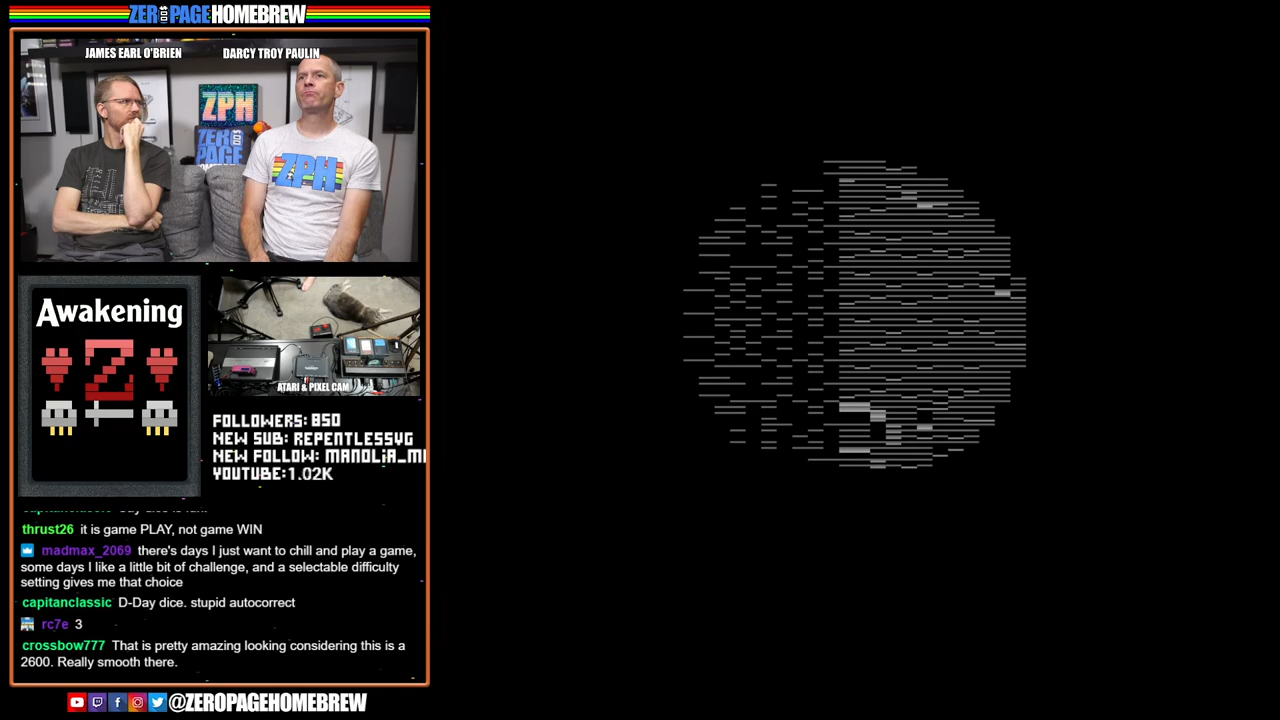 ZEROPAGEHOMEBREW
JAMES EARL O'BRIEN
DARCY TROY PAULIN
ZPH
ZERO
PAGE
ZPH
Awakening
Z
ATARI & PIXEL CAM
FOLLOWERS: 850
NEW SUB: REPENTLESSVG
NEW FOLLOW: MANOLIA_M
YOUTUBE:1.02K
thrust26 it is game PLAY, not game WIN
madmax_2069 there's days I just want to chill and play a game,
some days I like a little bit of challenge, and a selectable difficulty
setting gives me that choice
capitanclassic D-Day dice. stupid autocorrect
rc7e 3
crossbow777 That is pretty amazing looking considering this is a
2600. Really smooth there.
@ZEROPAGEHOMEBREW